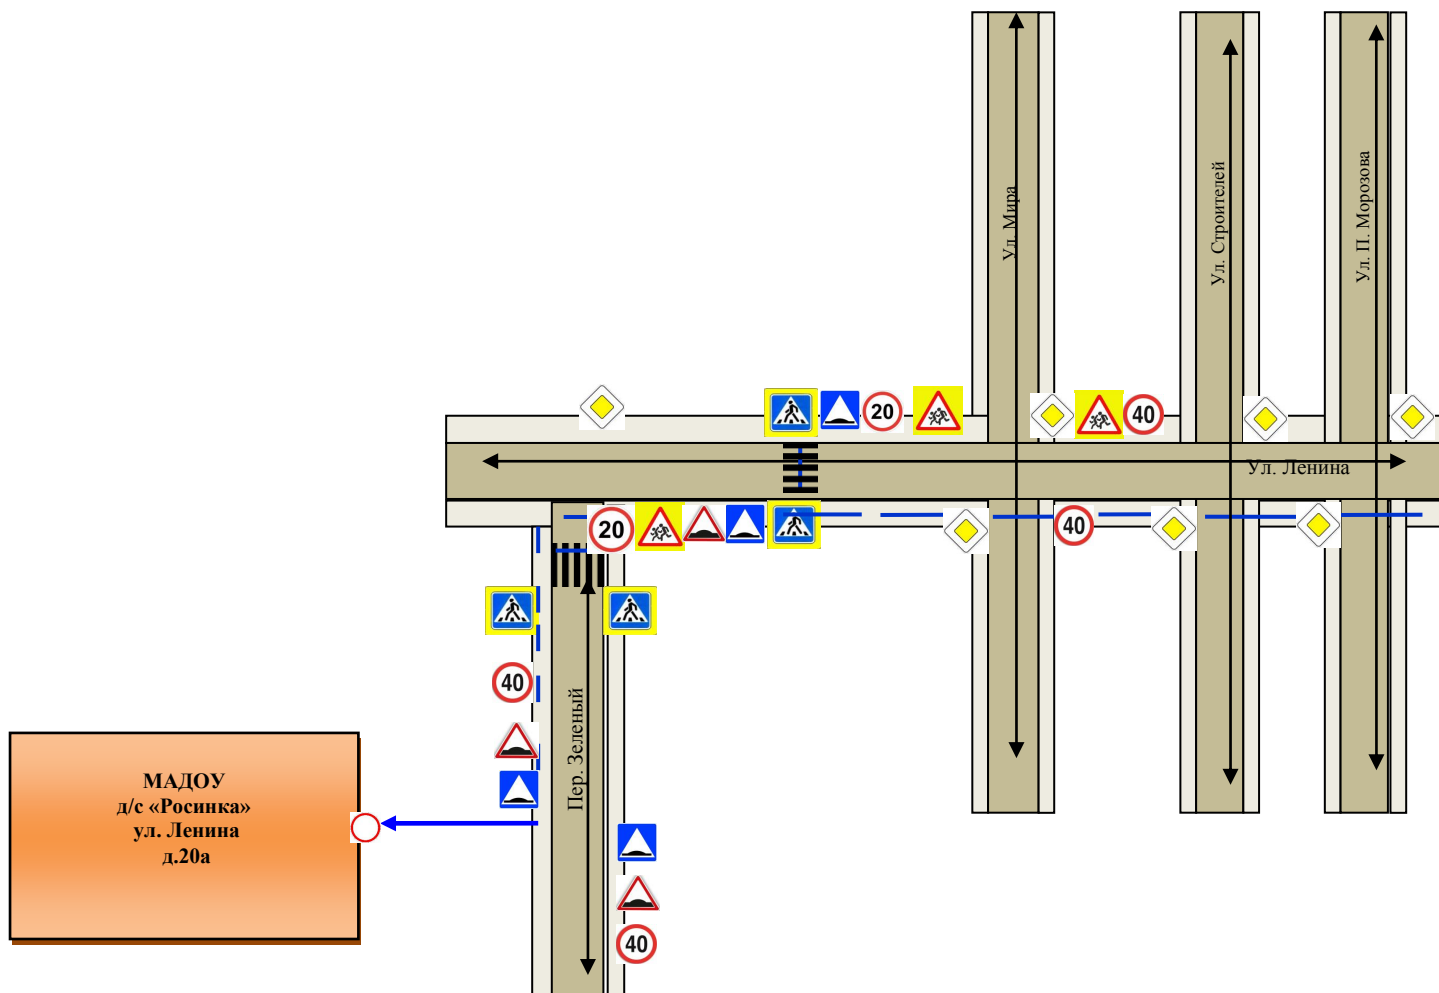 Ул. Мира
Ул. Строителей
Ул. П. Морозова
20
40
Ул. Ленина
20
40
40
Пер. Зеленый
МАДОУ
д/с «Росинка»
ул. Ленина
д.20а
40